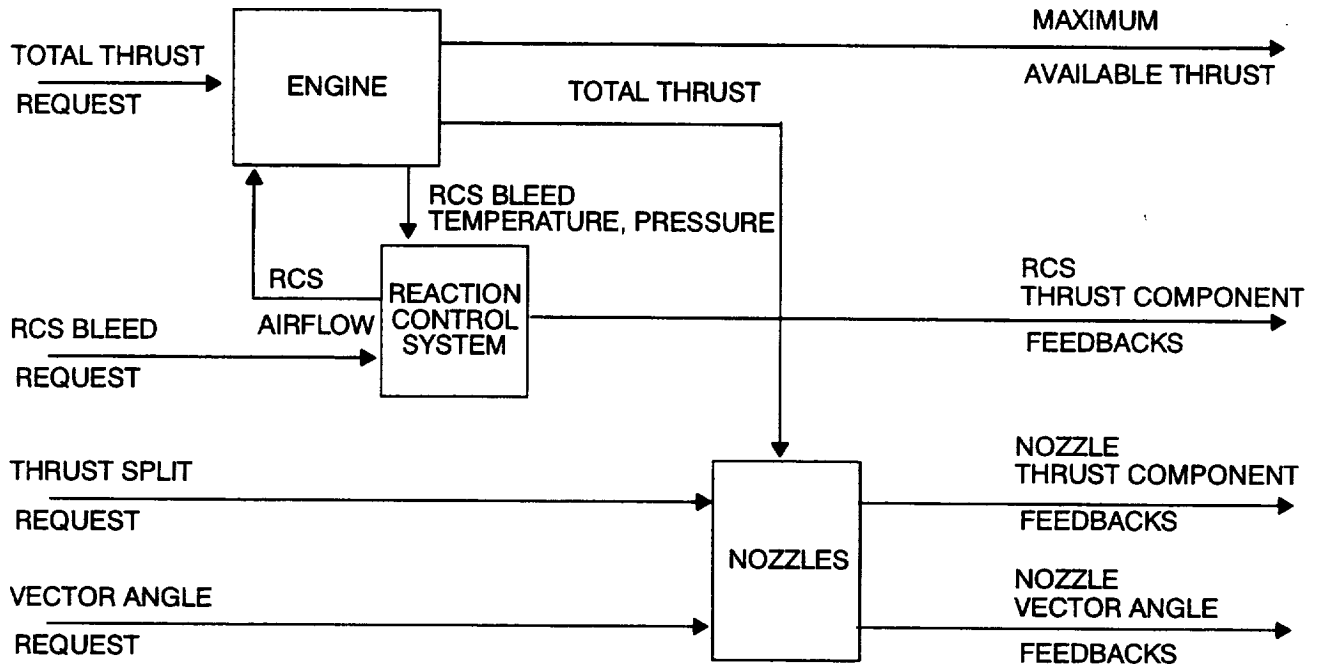 MAXIMUM
TOTAL THRUST
ENGINE
AVAILABLE THRUST
REQUEST
TOTAL THRUST
RCS BLEED
TEMPERATURE, PRESSURE
RCS
REACTION
CONTROL
SYSTEM
AIRFLOW
RCS
THRUST COMPONENT
FEEDBACKS
RCS BLEED
REQUEST
THRUST SPLIT
REQUEST
NOZZLE
THRUST COMPONENT
FEEDBACKS
NOZZLES
VECTOR ANGLE
REQUEST
NOZZLE
VECTOR ANGLE
FEEDBACKS